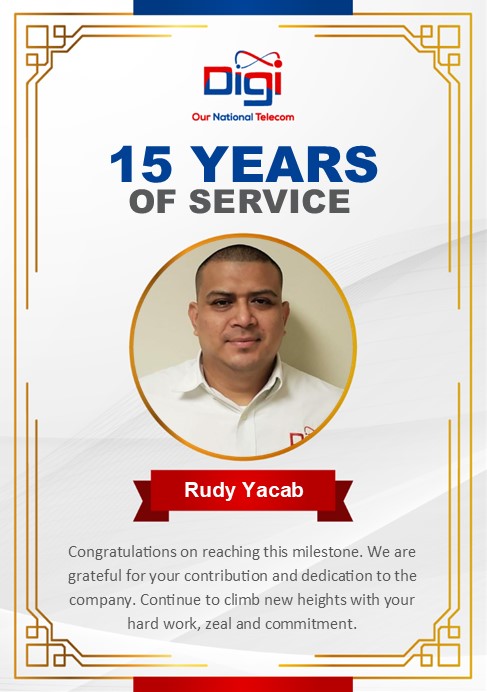 Digi
Our National Telecom
15 YEARS
OF SERVICE
Rudy Yacab
Congratulations on reaching this milestone. We are
grateful for your contribution and dedication to the
company. Continue to climb new heights with your
hard work, zeal and commitment.